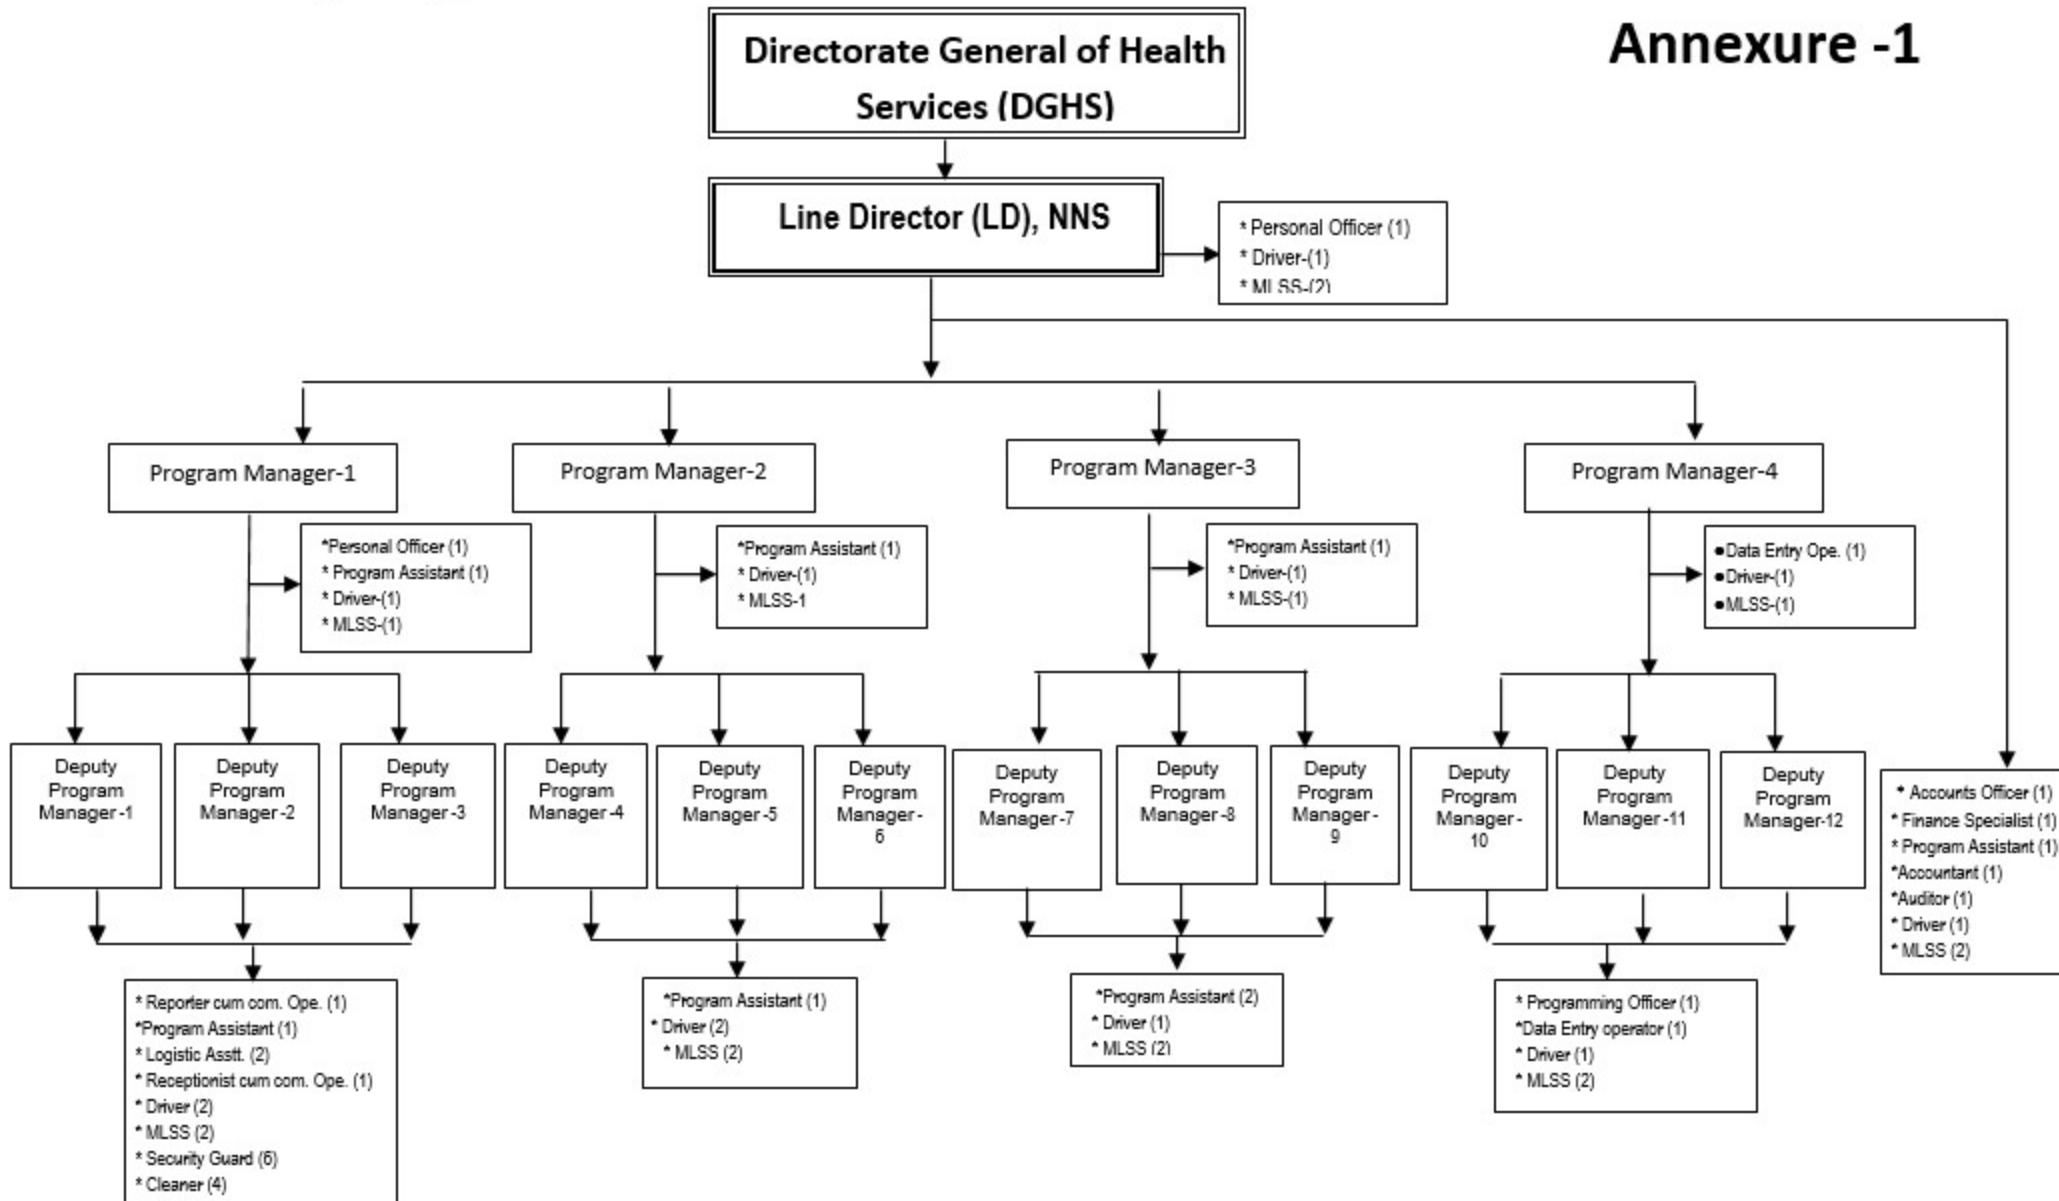 Annexure -1
Directorate General of Health
Services (DGHS)
Line Director (LD), NNS
* Personal Officer (1)
* Driver-(1)
* MLSS-(2)
Program Manager-1
Program Manager-2
Program Manager-3
Program Manager-4
*Personal Officer (1)
* Program Assistant (1)
* Driver-(1)
* MLSS-(1)
*Program Assistant (1)
* Driver-(1)
* MLSS-1
*Program Assistant (1)
* Driver-(1)
* MLSS-(1)
●Data Entry Ope. (1)
●Driver-(1)
●MLSS-(1)
Deputy
Program
Manager-1
Deputy
Program
Manager-2
Deputy
Program
Manager-3
Deputy
Program
Manager-4
Deputy
Program
Manager-5
Deputy
Program
Manager-
6
Deputy
Program
Manager-7
Deputy
Program
Manager-8
Deputy
Program
Manager-
9
Deputy
Program
Manager-
10
Deputy
Program
Manager-11
Deputy
Program
Manager-12
* Accounts Officer (1)
* Finance Specialist (1)
* Program Assistant (1)
*Accountant (1)
*Auditor (1)
* Driver (1)
* MLSS (2)
* Reporter cum com. Ope. (1)
*Program Assistant (1)
* Logistic Asstt. (2)
* Receptionist cum com. Ope. (1)
* Driver (2)
* MLSS (2)
* Security Guard (6)
* Cleaner (4)
*Program Assistant (1)
* Driver (2)
* MLSS (2)
*Program Assistant (2)
* Driver (1)
* MLSS (2)
* Programming Officer (1)
*Data Entry operator (1)
* Driver (1)
* MLSS (2)